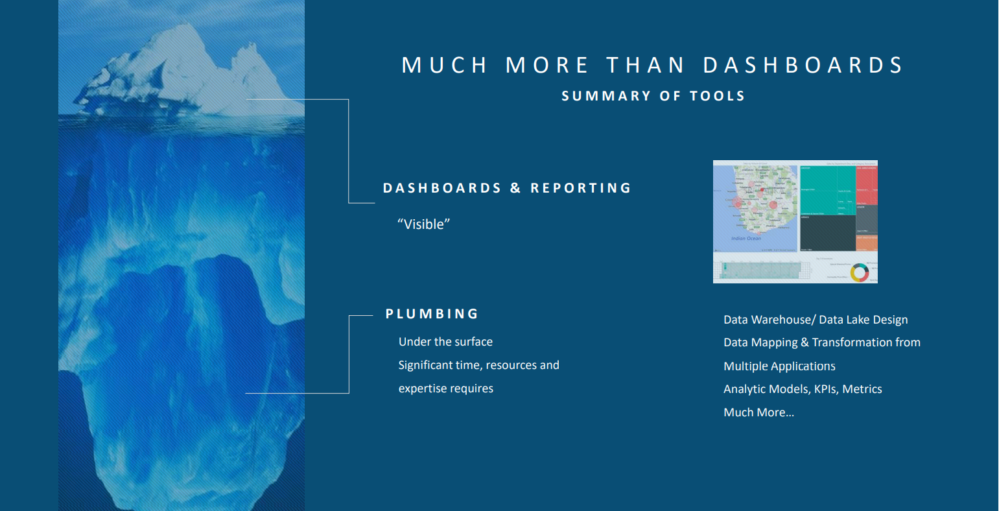 MUCH MORE THAN DASHBOARDS
SUMMARY OF TOOLS
DASHBOARDS & REPORTING
“Visible”
Indian Ocean
PLUMBING
Under the surface
Significant time, resources and
expertise requires
Data Warehouse/ Data Lake Design
Data Mapping & Transformation from
Multiple Applications
Analytic Models, KPIs, Metrics
Much More…